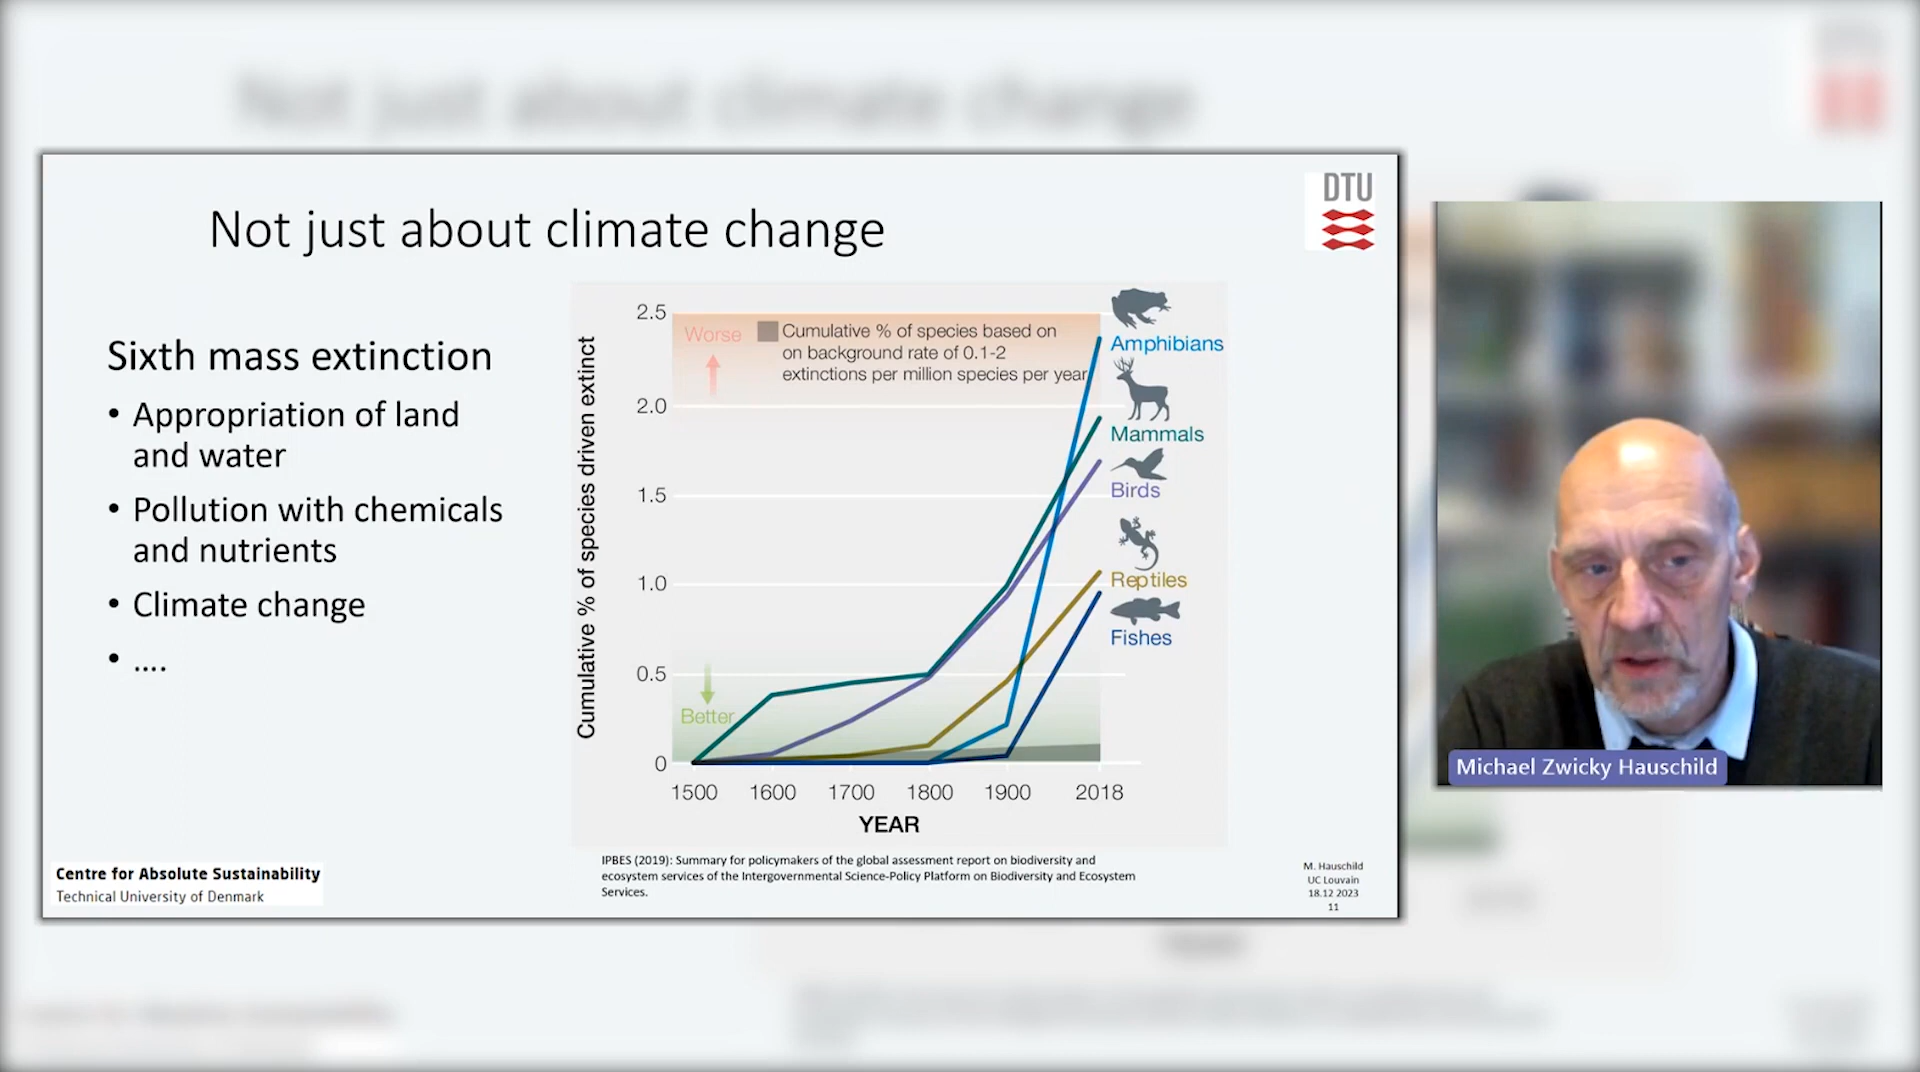 Not just about climate change
DTU
Not just about climate change
Sixth mass extinction
• Appropriation of land
and water
• Pollution with chemicals
and nutrients
• Climate change
• ....
Cumulative % of species driven extinct
2.5
2.0
1.5
1.0
0.5
0
Worse
Cumulative % of species based on
on background rate of 0.1-2
extinctions per million species per year
Better
Amphibians
Mammals
Birds
Reptiles
Fishes
1500 1600 1700 1800 1900 2018
YEAR
IPBES (2019): Summary for policymakers of the global assessment report on biodiversity and
ecosystem services of the Intergovernmental Science-Policy Platform on Biodiversity and Ecosystem
Services.
Centre for Absolute Sustainability
Technical University of Denmark
M. Hauschild
UC Louvain
18.12 2023
11
Michael Zwicky Hauschild